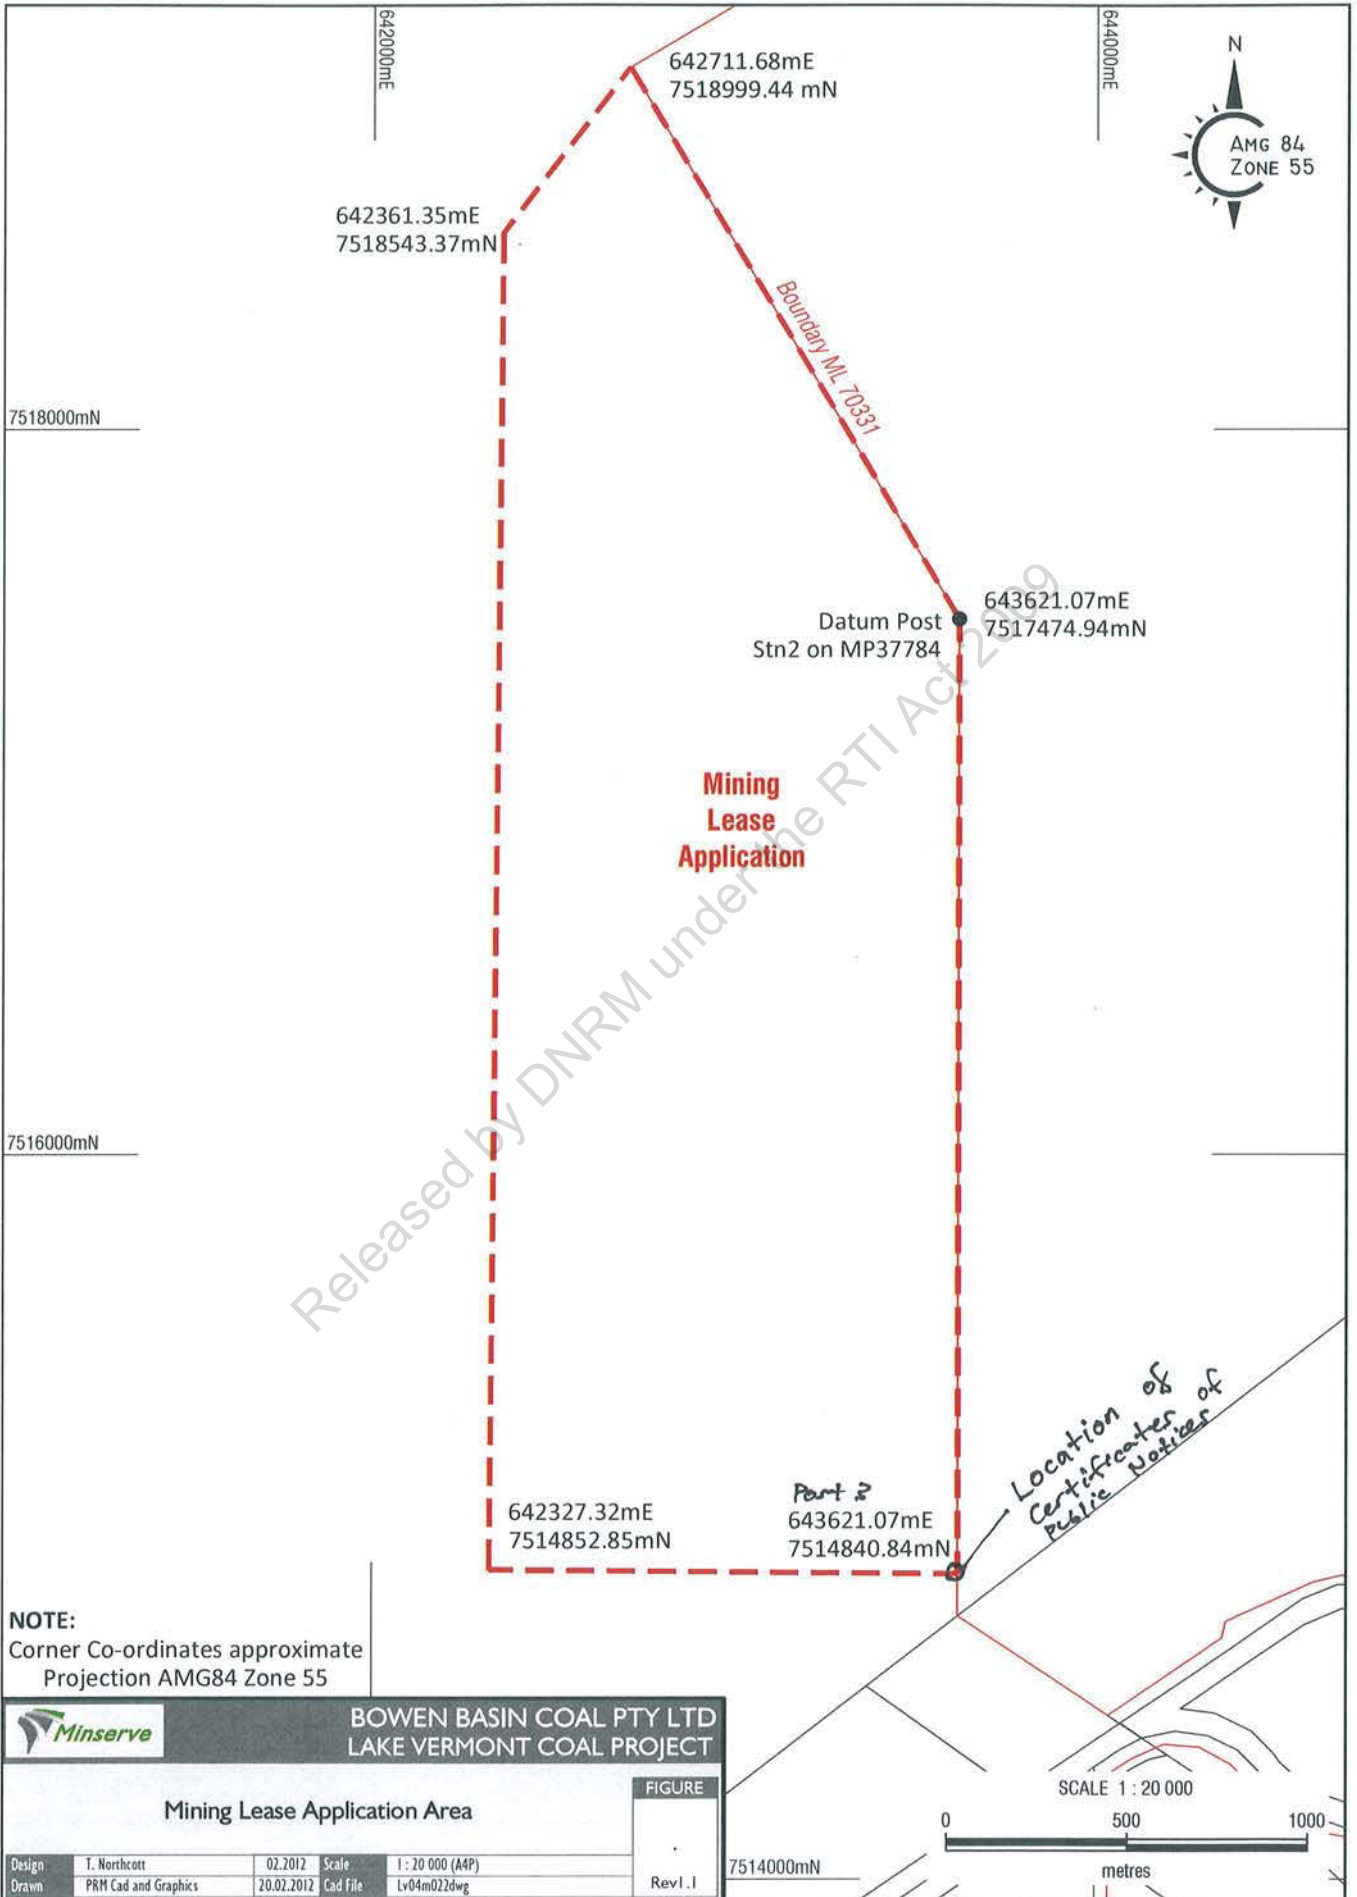 642000mE
644000mE
642711.68mE
7518999.44 mN
N
AMG 84
ZONE 55
642361.35mE
7518543.37mN
Boundary ML 70331
7518000mN
643621.07mE
7517474.94mN
Datum Post
Stn2 on MP37784
Mining
Lease
Application
Released by DNRM under the RTI Act 2009
7516000mN
Location of
Certificates of
public Notices
642327.32mE
7514852.85mN
643621.07mE
7514840.84mN
NOTE:
Corner Co-ordinates approximate
Projection AMG84 Zone 55
Minserve
BOWEN BASIN COAL PTY LTD
LAKE VERMONT COAL PROJECT
Mining Lease Application Area
FIGURE
Rev1.1
Design T. Northcott 02.2012 Scale 1 : 20 000 (A4P)
Drawn PRM Cad and Graphics 20.02.2012 Cad File Lv04m022dwg
7514000mN
SCALE 1 : 20 000
0 500 1000
metres